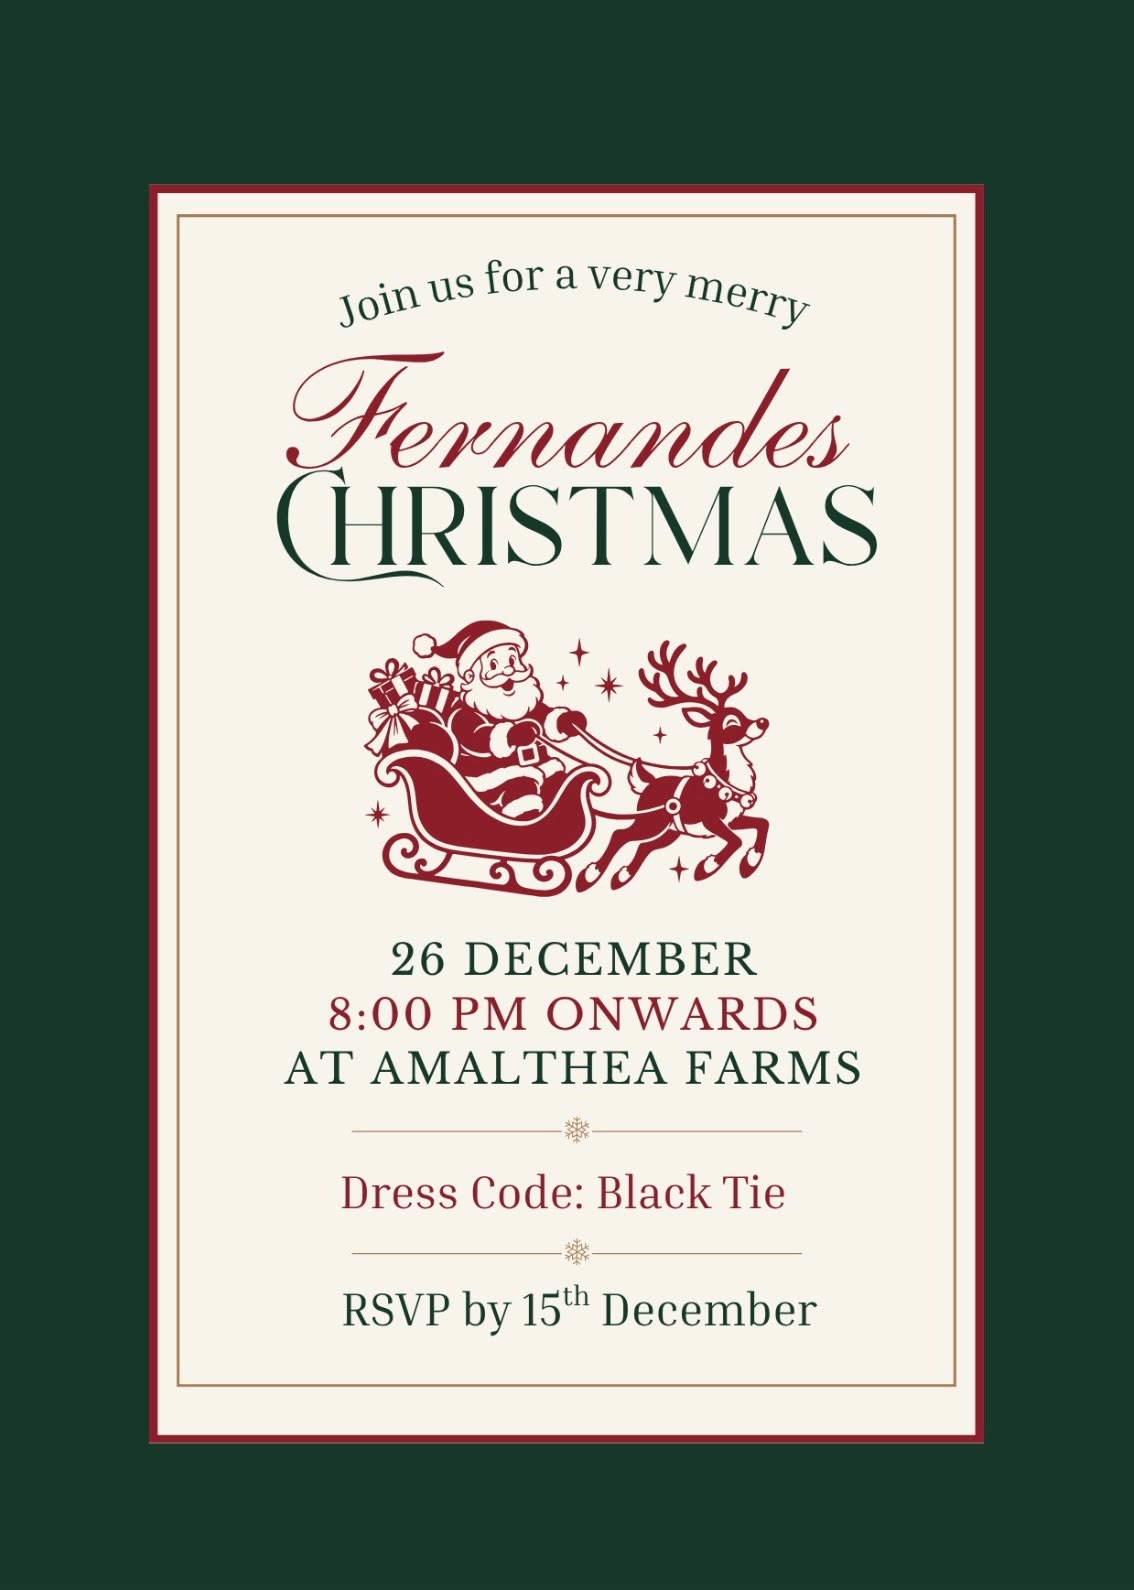 Join us for a very merry
Fernandes
CHRISTMAS
26 DECEMBER
8:00 PM ONWARDS
AT AMALTHEA FARMS
Dress Code: Black Tie
RSVP by 15th December